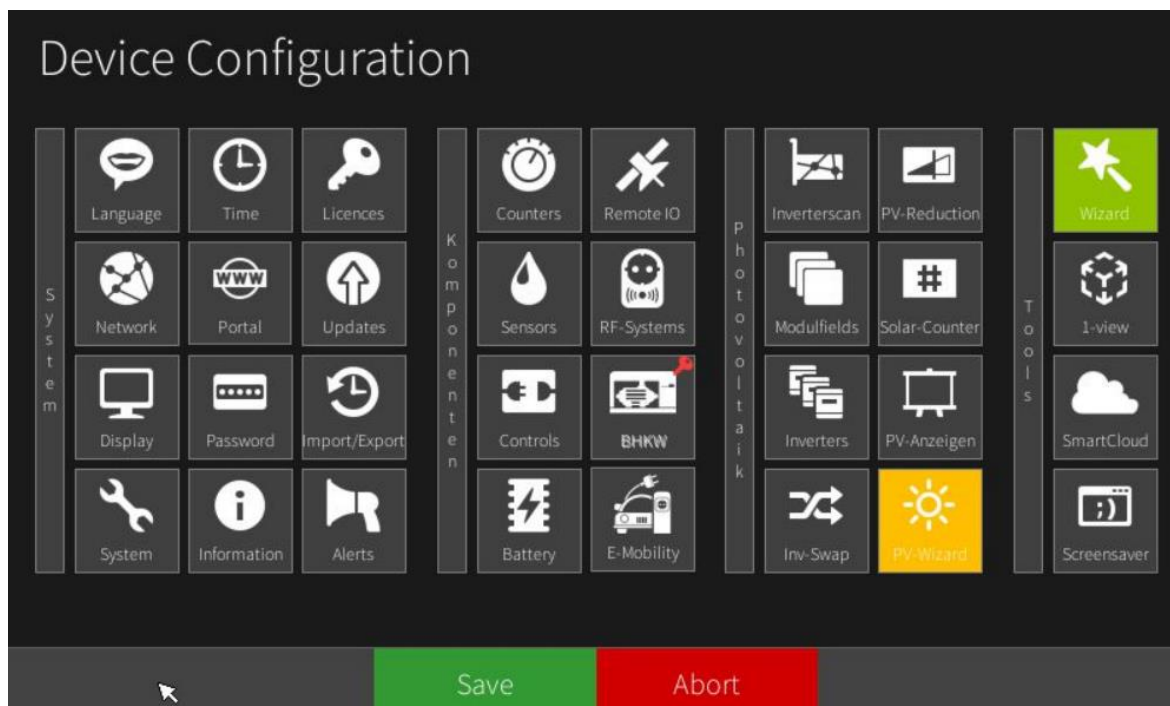 Device Configuration
System
Language
Time
Licences
Network
Portal
Updates
Display
Password
Import/Export
System
Information
Alerts
Komponenten
Counters
Remote IO
Sensors
RF-Systems
Controls
BHKW
Battery
E-Mobility
Photovoltaik
Inverterscan
PV-Reduction
Modulfields
Solar-Counter
Inverters
PV-Anzeigen
Inv-Swap
PV-Wizard
Tools
Wizard
1-view
SmartCloud
Screensaver
WWW
#
;)
Save
Abort